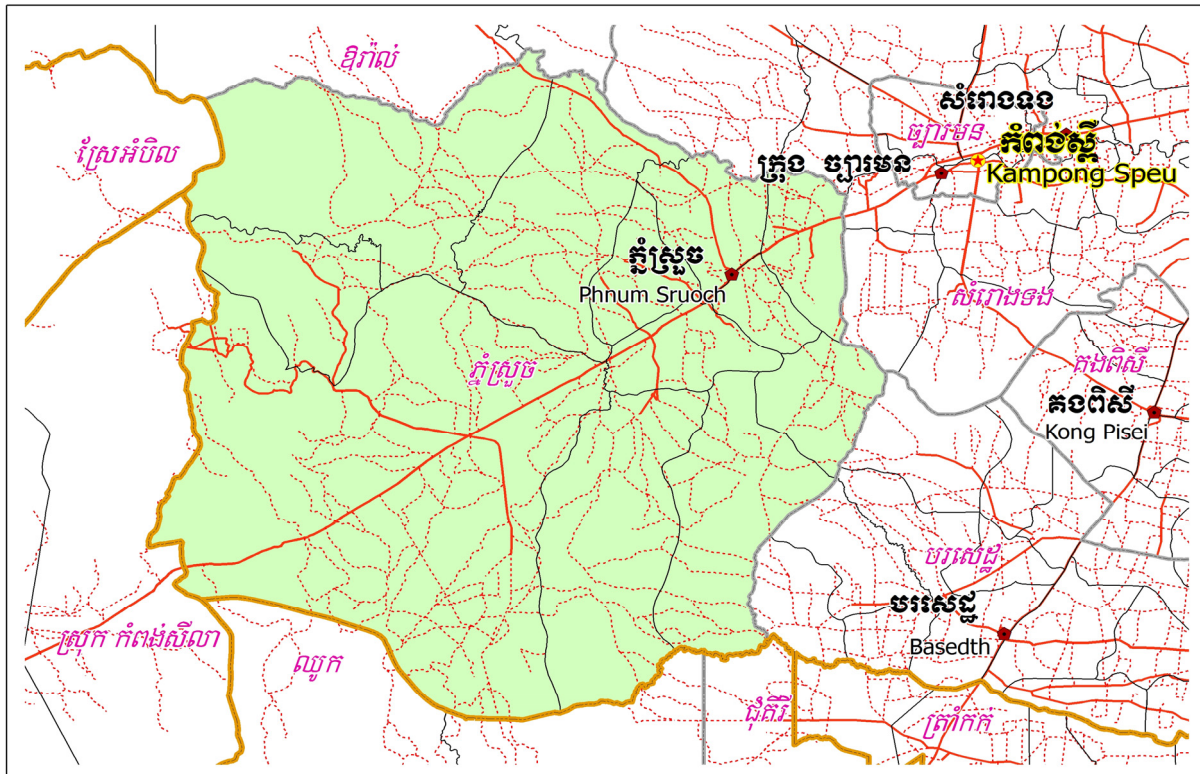 ឱរ៉ាល់
សំរោងទង
ច្បារមន
កំពង់ស្ពឺ
Kampong Speu
ស្រែអំបិល
ក្រុង ច្បារមន
ភ្នំស្រួច
Phnum Sruoch
សំរោងទង
ភ្នំស្រួច
គងពិសី
គងពិសី
Kong Pisei
បរសេដ្ឋ
បរសេដ្ឋ
Basedth
ស្រុក កំពង់សីលា
ឈូក
ជុគិរី
ត្រាំកក់